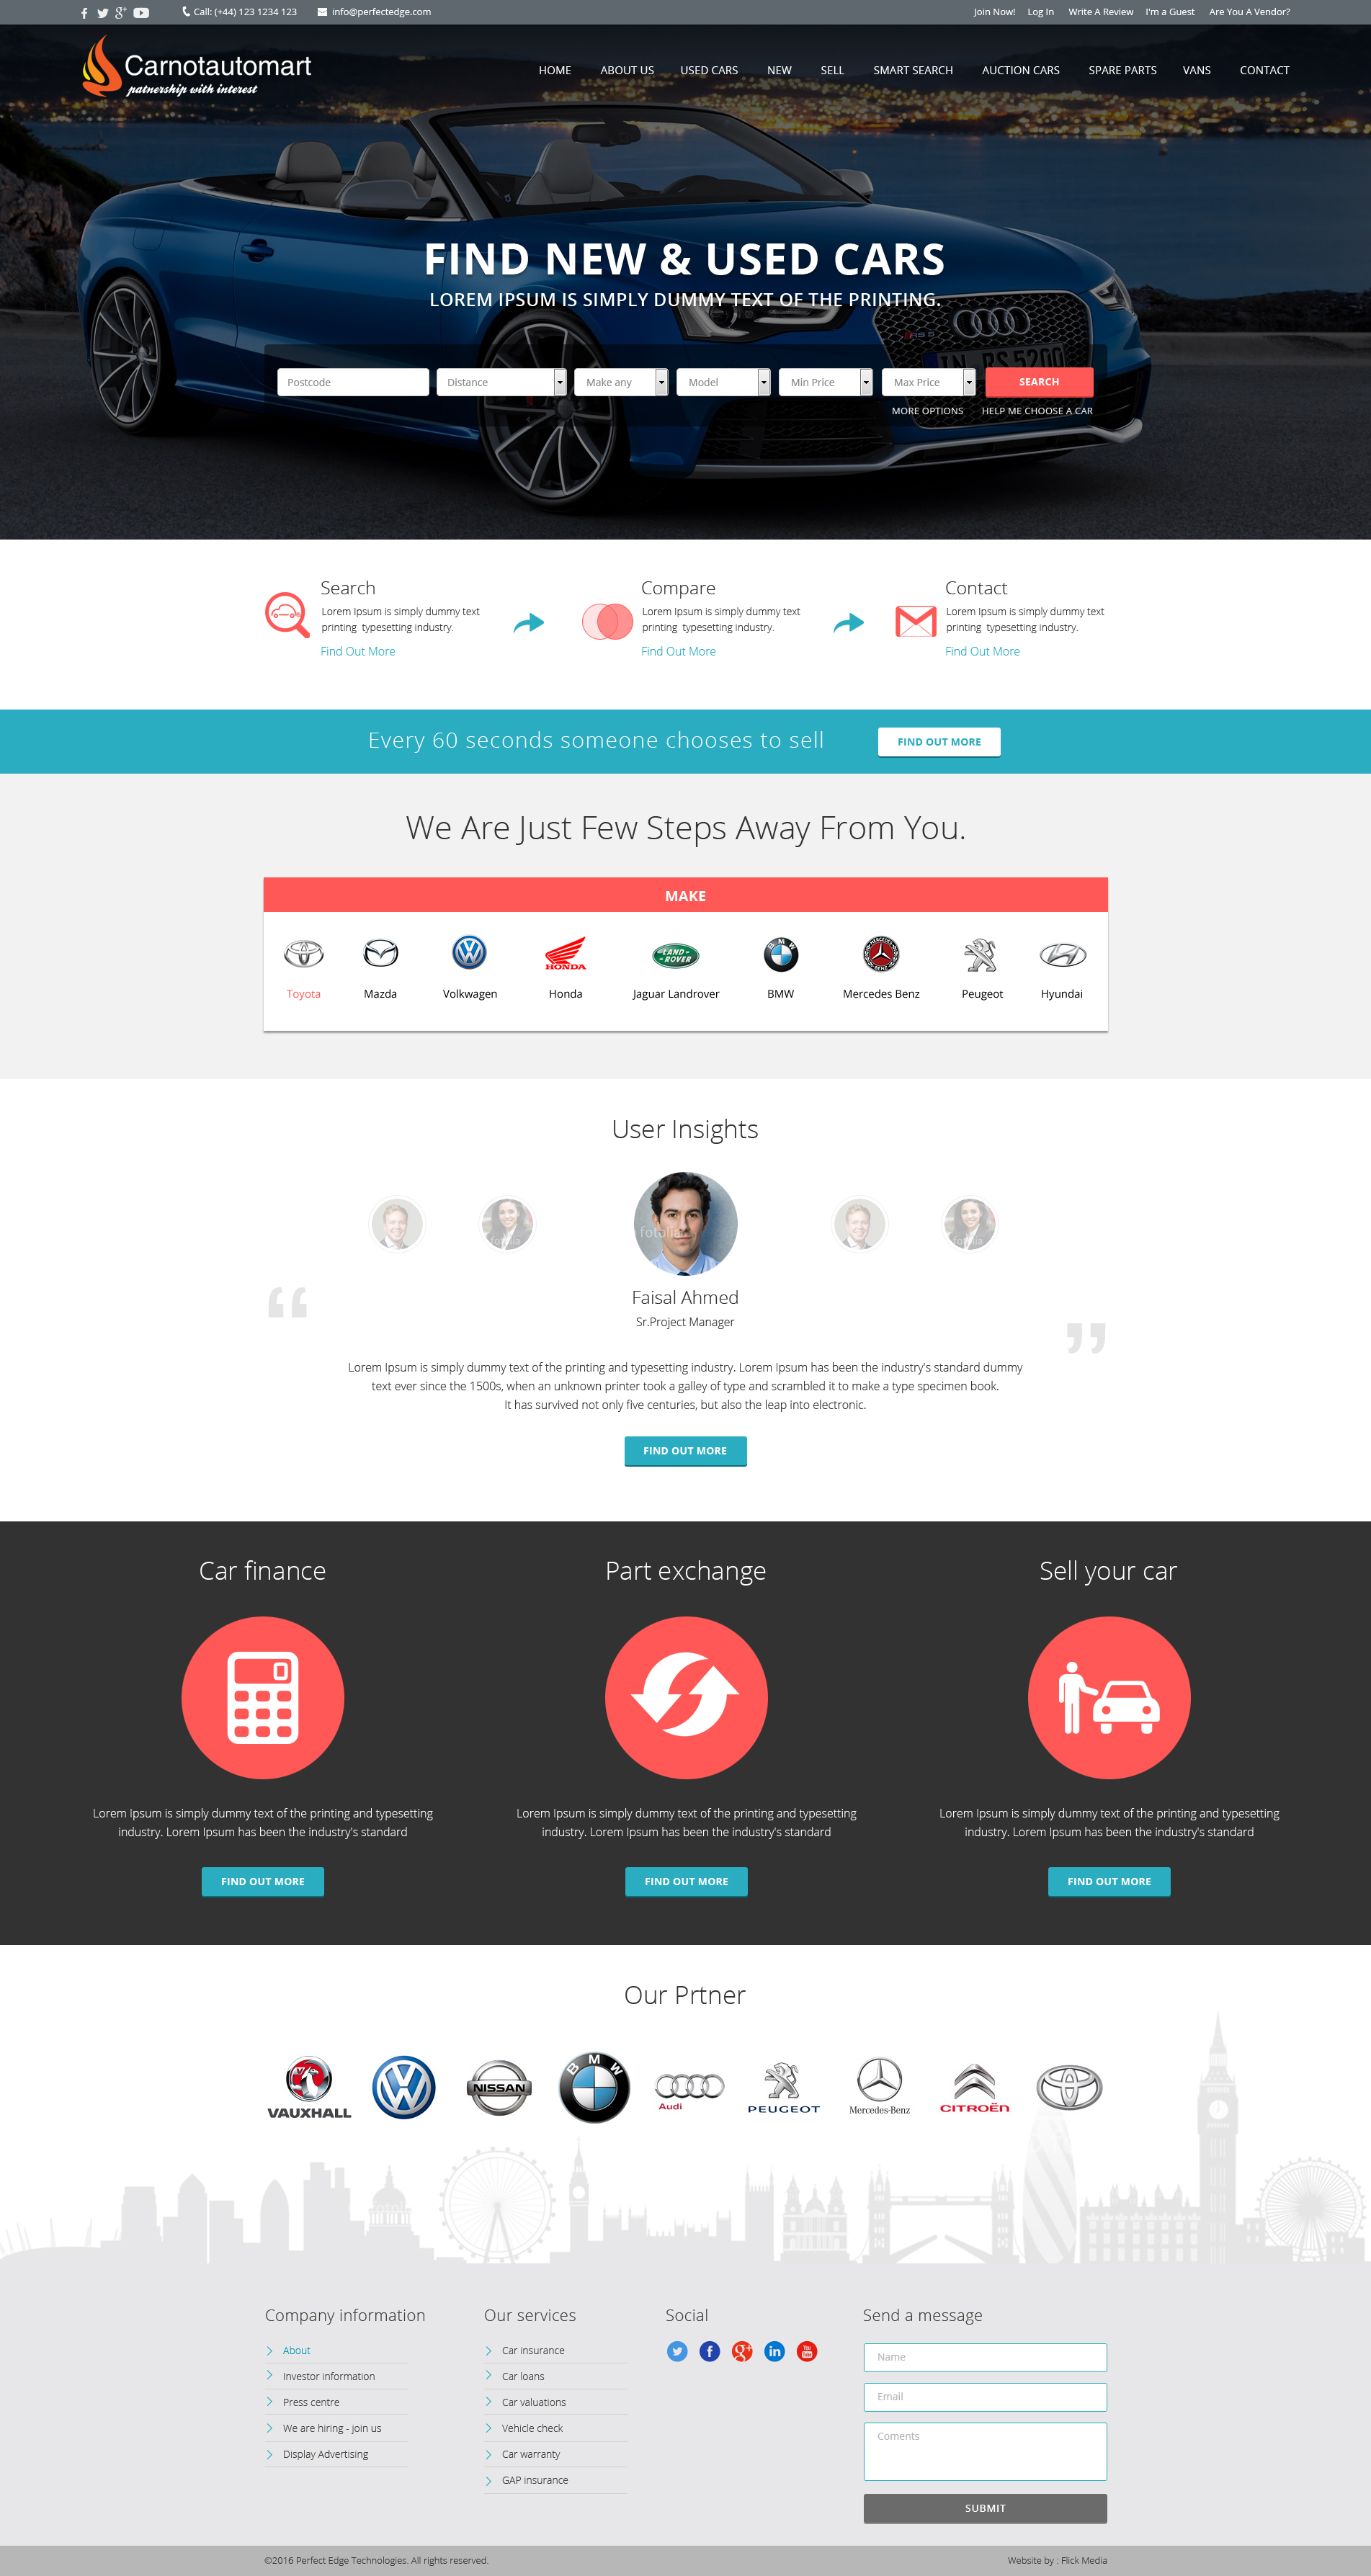 Call: (+44) 123 1234 123 info@perfectedge.com Join Now! Log In Write A Review I'm a Guest Are You A Vendor?
Carnotautomart
patnership with interest
HOME ABOUT US USED CARS NEW SELL SMART SEARCH AUCTION CARS SPARE PARTS VANS CONTACT
FIND NEW & USED CARS
LOREM IPSUM IS SIMPLY DUMMY TEXT OF THE PRINTING.
IN RS 5200
Postcode Distance Make any Model Min Price Max Price SEARCH
MORE OPTIONS HELP ME CHOOSE A CAR
Search
Lorem Ipsum is simply dummy text
printing typesetting industry.
Find Out More
Compare
Lorem Ipsum is simply dummy text
printing typesetting industry.
Find Out More
Contact
Lorem Ipsum is simply dummy text
printing typesetting industry.
Find Out More
Every 60 seconds someone chooses to sell FIND OUT MORE
We Are Just Few Steps Away From You.
MAKE
HONDA
LAND-
ROVER
BMW
MERCEDES
BENZ
Toyota Mazda Volkwagen Honda Jaguar Landrover BMW Mercedes Benz Peugeot Hyundai
User Insights
fotolia
fotolia
fotolia
Faisal Ahmed
Sr.Project Manager
Lorem Ipsum is simply dummy text of the printing and typesetting industry. Lorem Ipsum has been the industry's standard dummy
text ever since the 1500s, when an unknown printer took a galley of type and scrambled it to make a type specimen book.
It has survived not only five centuries, but also the leap into electronic.
FIND OUT MORE
Car finance
Lorem Ipsum is simply dummy text of the printing and typesetting
industry. Lorem Ipsum has been the industry's standard
FIND OUT MORE
Part exchange
Lorem Ipsum is simply dummy text of the printing and typesetting
industry. Lorem Ipsum has been the industry's standard
FIND OUT MORE
Sell your car
Lorem Ipsum is simply dummy text of the printing and typesetting
industry. Lorem Ipsum has been the industry's standard
FIND OUT MORE
Our Prtner
VAUXHALL
NISSAN
BMW
Audi
PEUGEOT
Mercedes-Benz
CITROËN
Company information
About
Investor information
Press centre
We are hiring - join us
Display Advertising
Our services
Car insurance
Car loans
Car valuations
Vehicle check
Car warranty
GAP insurance
Social
You
Tube
Send a message
Name
Email
Coments
SUBMIT
©2016 Perfect Edge Technologies. All rights reserved. Website by : Flick Media